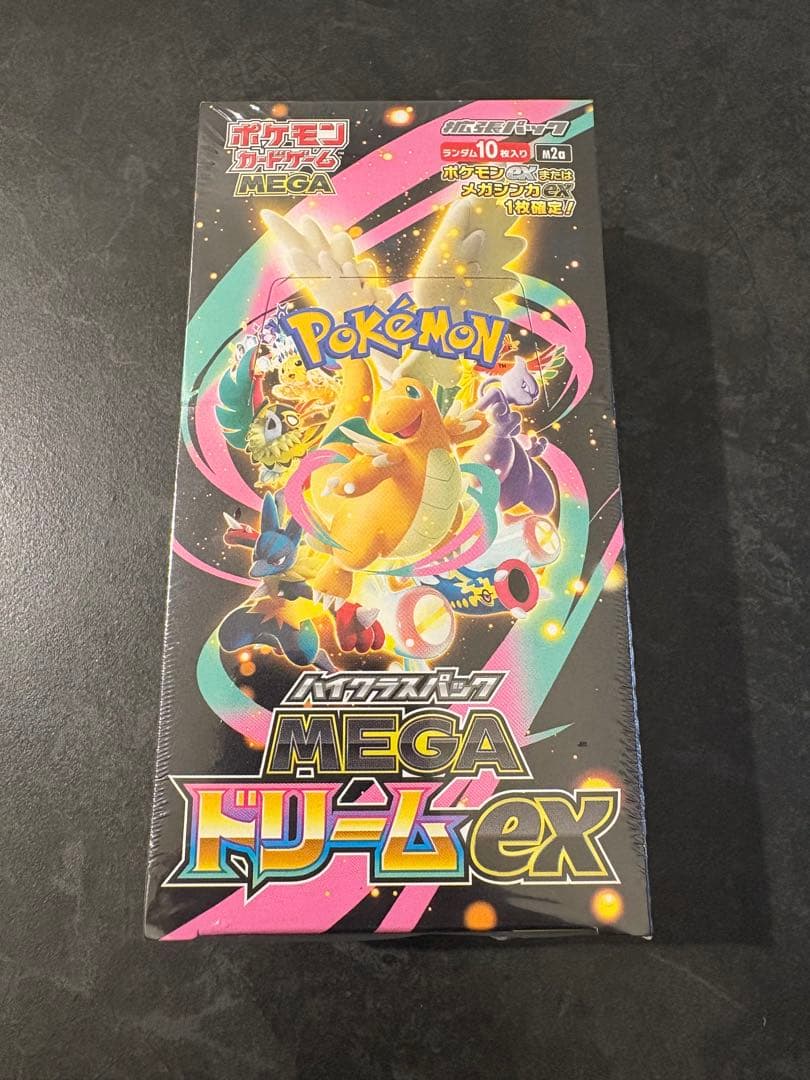 ポケモン
カードゲーム
MEGA
拡張パック
ランダム10枚入り M2a
ポケモンexまたは
メガシンカex
1枚確定!
POKéMON
TM
ハイクラスパック
MEGA
ドリームex